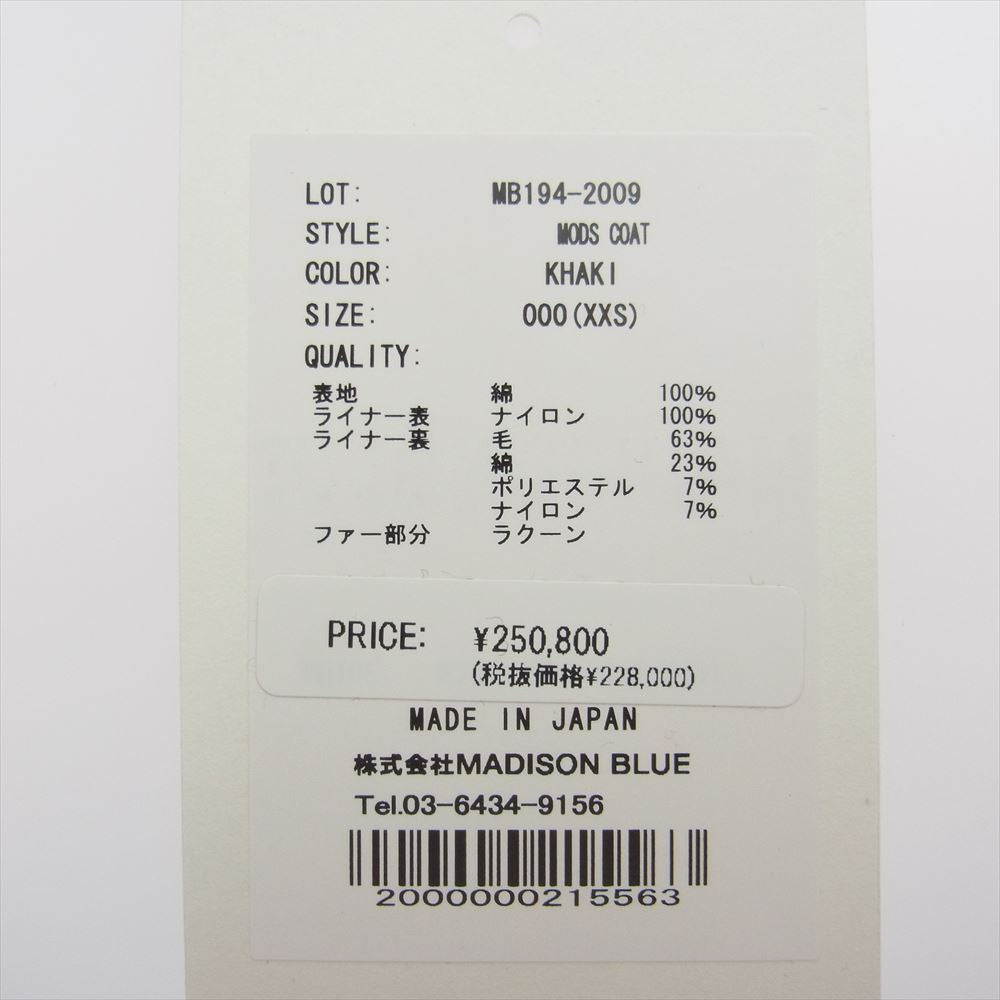 LOT: MB194-2009
STYLE: MODS COAT
COLOR: KHAKI
SIZE: 000(XXS)
QUALITY:
表地 綿 100%
ライナー表 ナイロン 100%
ライナー裏 毛 63%
綿 23%
ポリエステル 7%
ナイロン 7%
ファー部分 ラクーン
PRICE: ¥250,800
(税抜価格¥228,000)
MADE IN JAPAN
株式会社MADISON BLUE
Tel.03-6434-9156
2000000215563